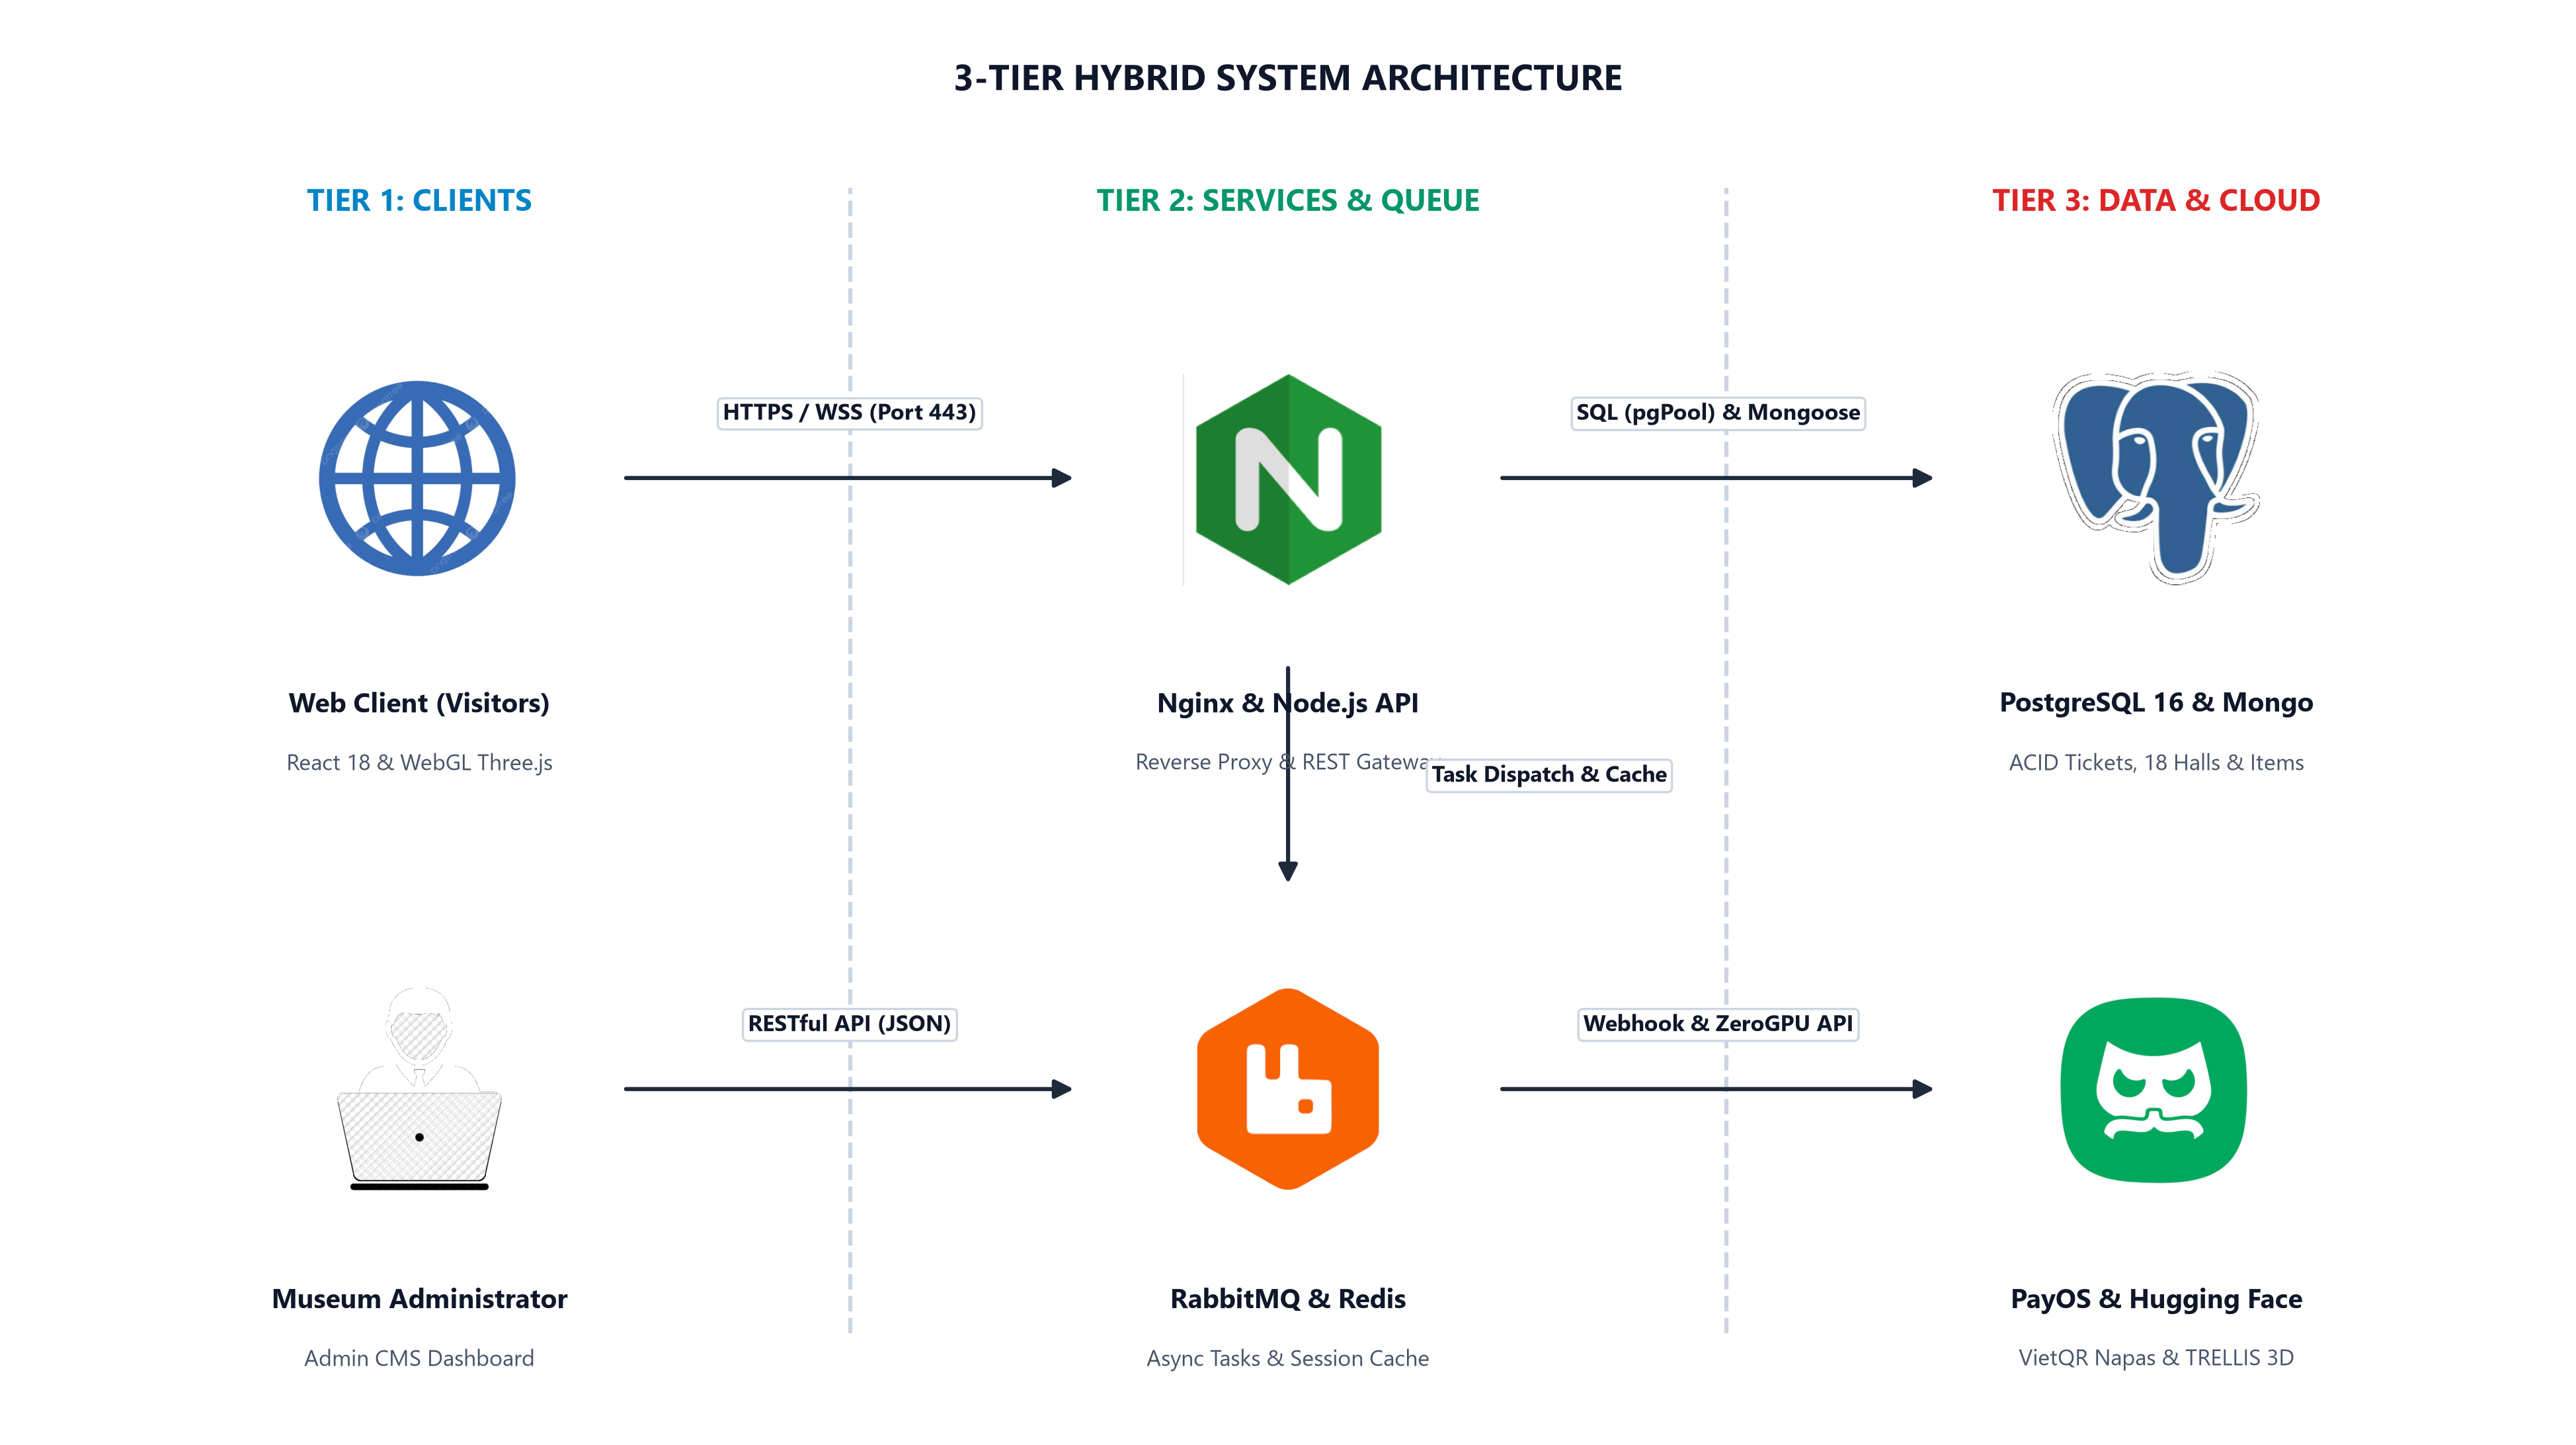 3-TIER HYBRID SYSTEM ARCHITECTURE
TIER 1: CLIENTS
TIER 2: SERVICES & QUEUE
TIER 3: DATA & CLOUD
HTTPS / WSS (Port 443)
SQL (pgPool) & Mongoose
Web Client (Visitors)
React 18 & WebGL Three.js
Nginx & Node.js API
Reverse Proxy & REST Gateway
Task Dispatch & Cache
PostgreSQL 16 & Mongo
ACID Tickets, 18 Halls & Items
RESTful API (JSON)
Webhook & ZeroGPU API
Museum Administrator
Admin CMS Dashboard
RabbitMQ & Redis
Async Tasks & Session Cache
PayOS & Hugging Face
VietQR Napas & TRELLIS 3D